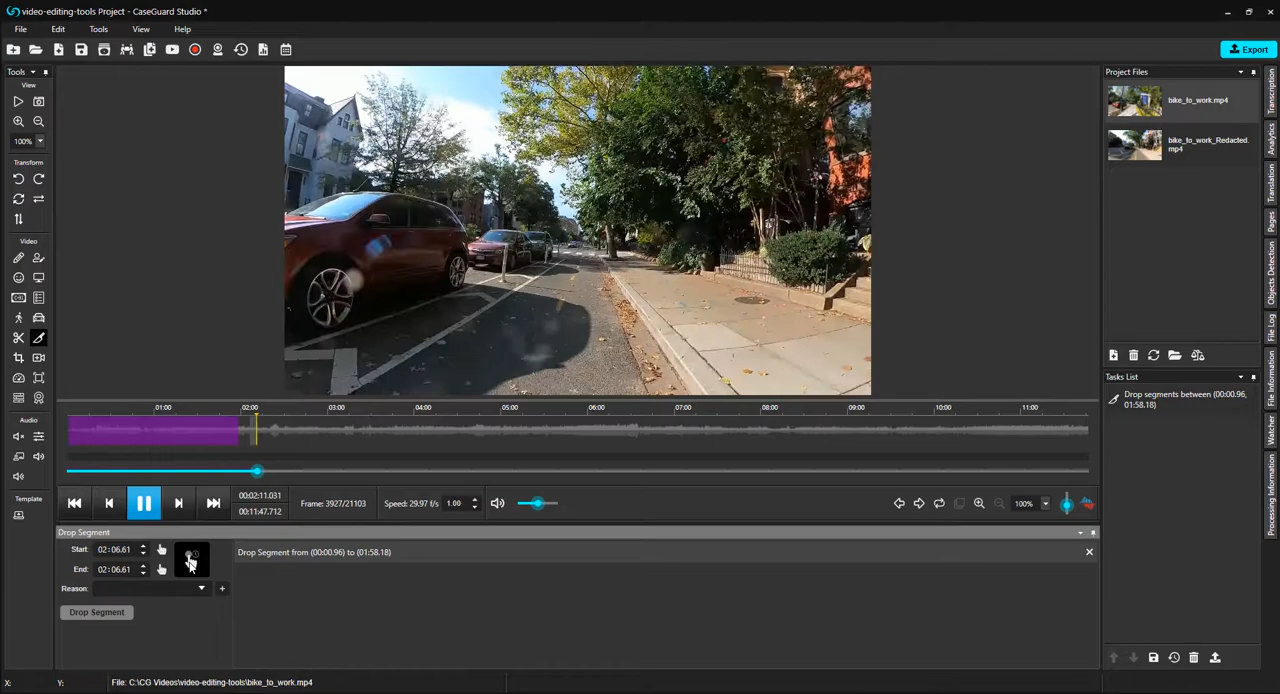 video-editing-tools Project - CaseGuard Studio *
File Edit Tools View Help
Export
Tools
View
100%
Transform
Video
Audio
Template
Project Files
bike_to_work.mp4
bike_to_work_Redacted.
mp4
Transcription
Analytics
Translation
Pages
Objects Detection
File Log
File Information
Watcher
Processing Information
Tasks List
Drop segments between (00:00.96,
01:58.18)
01:00 02:00 03:00 04:00 05:00 06:00 07:00 08:00 09:00 10:00 11:00
00:02:11.031
00:11:47.712
Frame: 3927/21103
Speed: 29.97 f/s 1.00
100%
Drop Segment
Start: 02:06.61
End: 02:06.61
Reason:
Drop Segment
Drop Segment from (00:00.96) to (01:58.18)
X: Y: File: C:\CG Videos\video-editing-tools\bike_to_work.mp4